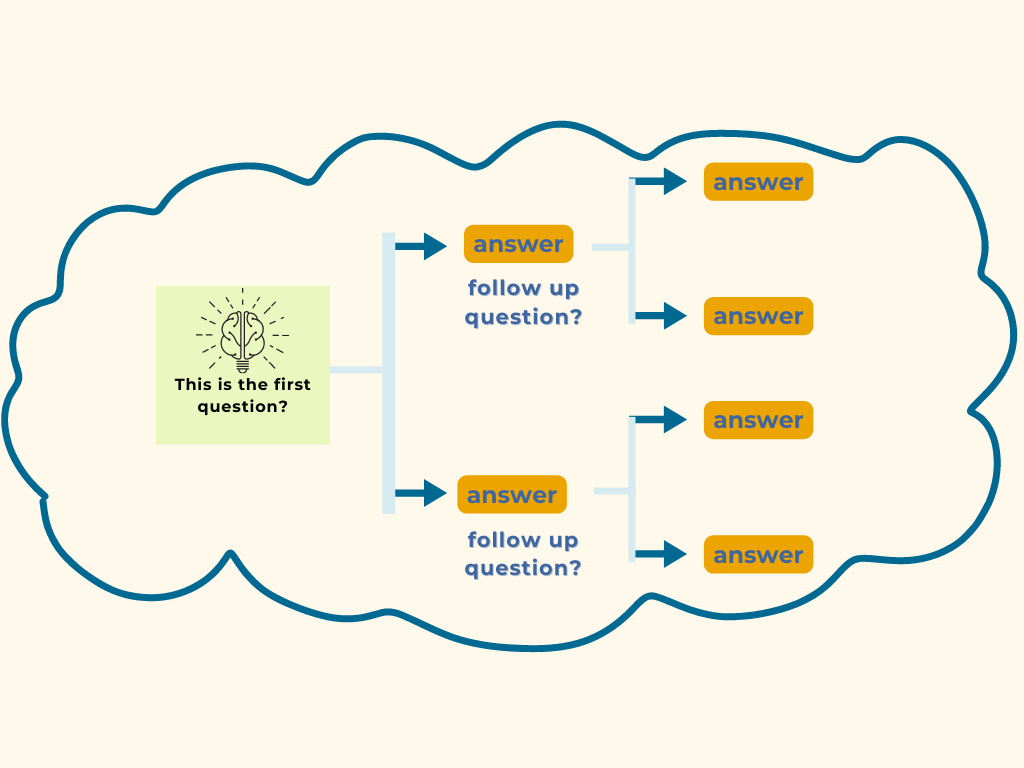 This is the first
question?
answer
follow up
question?
answer
answer
answer
follow up
question?
answer
answer